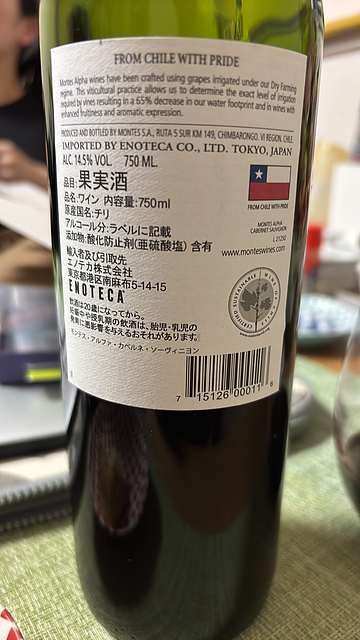 FROM CHILE WITH PRIDE
Montes Alpha wines have been crafted using grapes irrigated under our Dry Farming
regime. This viticultural practice allows us to determine the exact level of irrigation
required by vines resulting in a 65% decrease in our water footprint and in wines with
enhanced fruitness and aromatic expression.
PRODUCED AND BOTTLED BY MONTES S.A., RUTA 5 SUR KM 149, CHIMBARONGO, VI REGION, CHILE.
IMPORTED BY ENOTECA CO., LTD. TOKYO, JAPAN
ALC 14.5% VOL. 750 ML.
品目:果実酒
品名:ワイン 内容量:750ml
原産国名:チリ
アルコール分:ラベルに記載
添加物:酸化防止剤(亜硫酸塩) 含有
輸入者及び引取先
エノテカ株式会社
東京都港区南麻布5-14-15
ENOTECA
飲酒は20歳になってから。
妊娠中や授乳期の飲酒は、胎児・乳児の
発育に悪影響を与えるおそれがあります。
モンテス・アルファ・カベルネ・ソーヴィニヨン
FROM CHILE WITH PRIDE
MONTES ALPHA
CABERNET SAUVIGNON
L 21250
www.monteswines.com
CERTIFIED SUSTAINABLE WINE OF CHILE
7 15126 00011 6